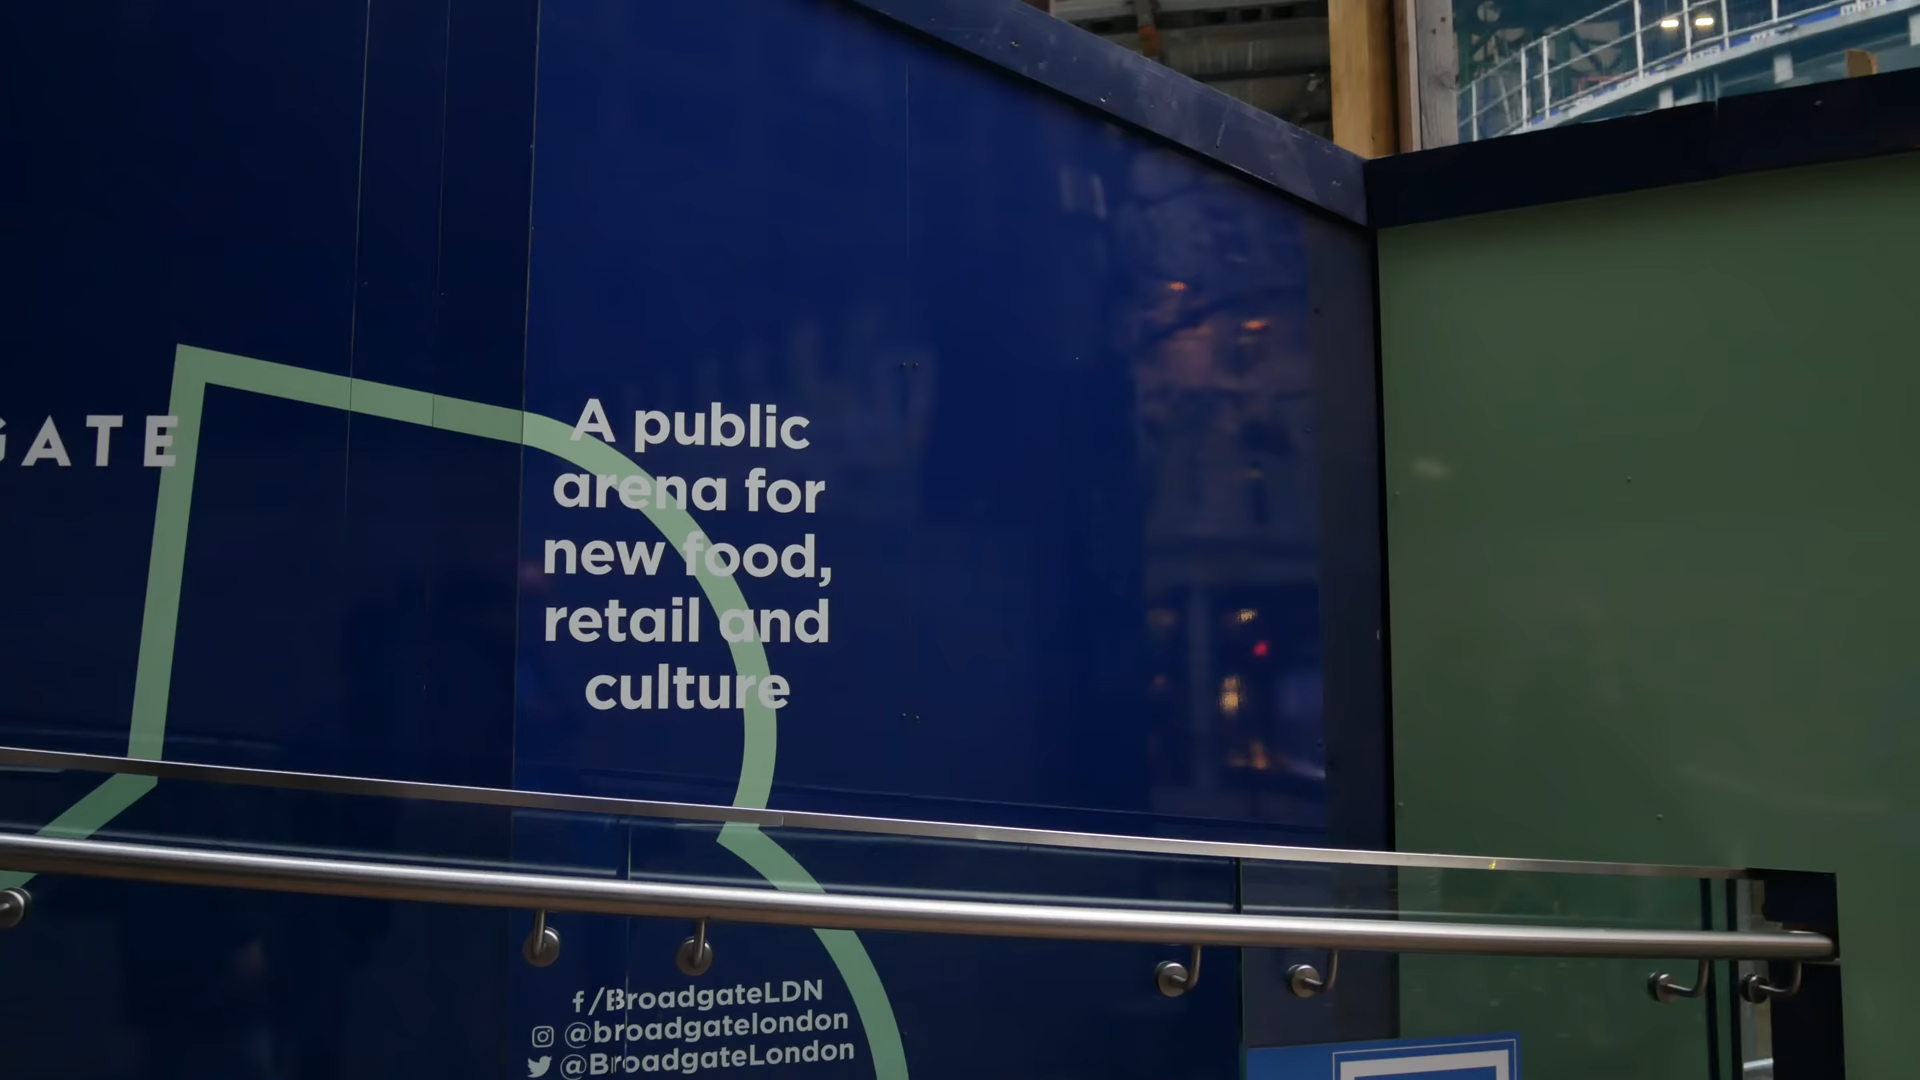 GATE
A public
arena for
new food,
retail and
culture
f/BroadgateLDN
@broadgatelondon
@BroadgateLondon